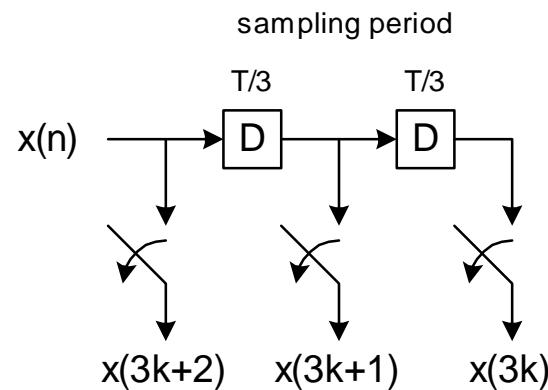 sampling period
T/3 T/3
x(n) D D
x(3k+2) x(3k+1) x(3k)